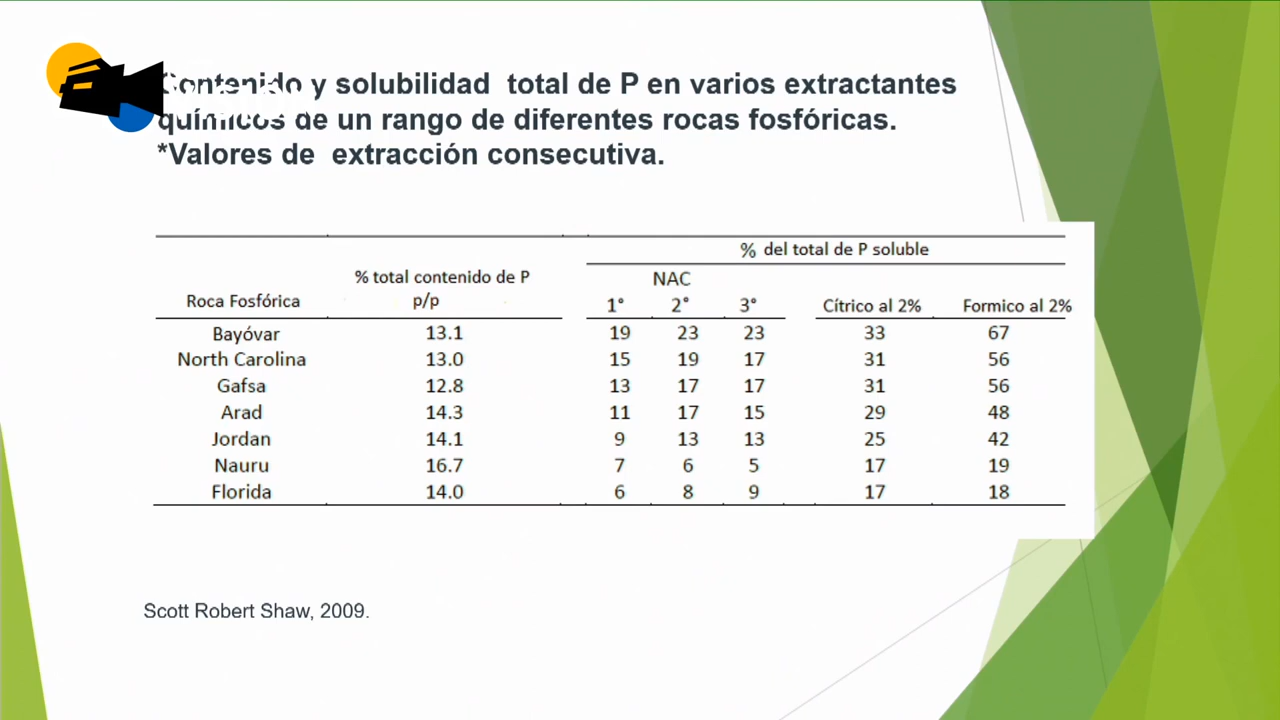 Contenido y solubilidad total de P en varios extractantes
químicos de un rango de diferentes rocas fosfóricas.
*Valores de extracción consecutiva.
% del total de P soluble
% total contenido de P NAC
Roca Fosfórica p/p 1° 2° 3° Cítrico al 2% Formico al 2%
Bayóvar 13.1 19 23 23 33 67
North Carolina 13.0 15 19 17 31 56
Gafsa 12.8 13 17 17 31 56
Arad 14.3 11 17 15 29 48
Jordan 14.1 9 13 13 25 42
Nauru 16.7 7 6 5 17 19
Florida 14.0 6 8 9 17 18
Scott Robert Shaw, 2009.